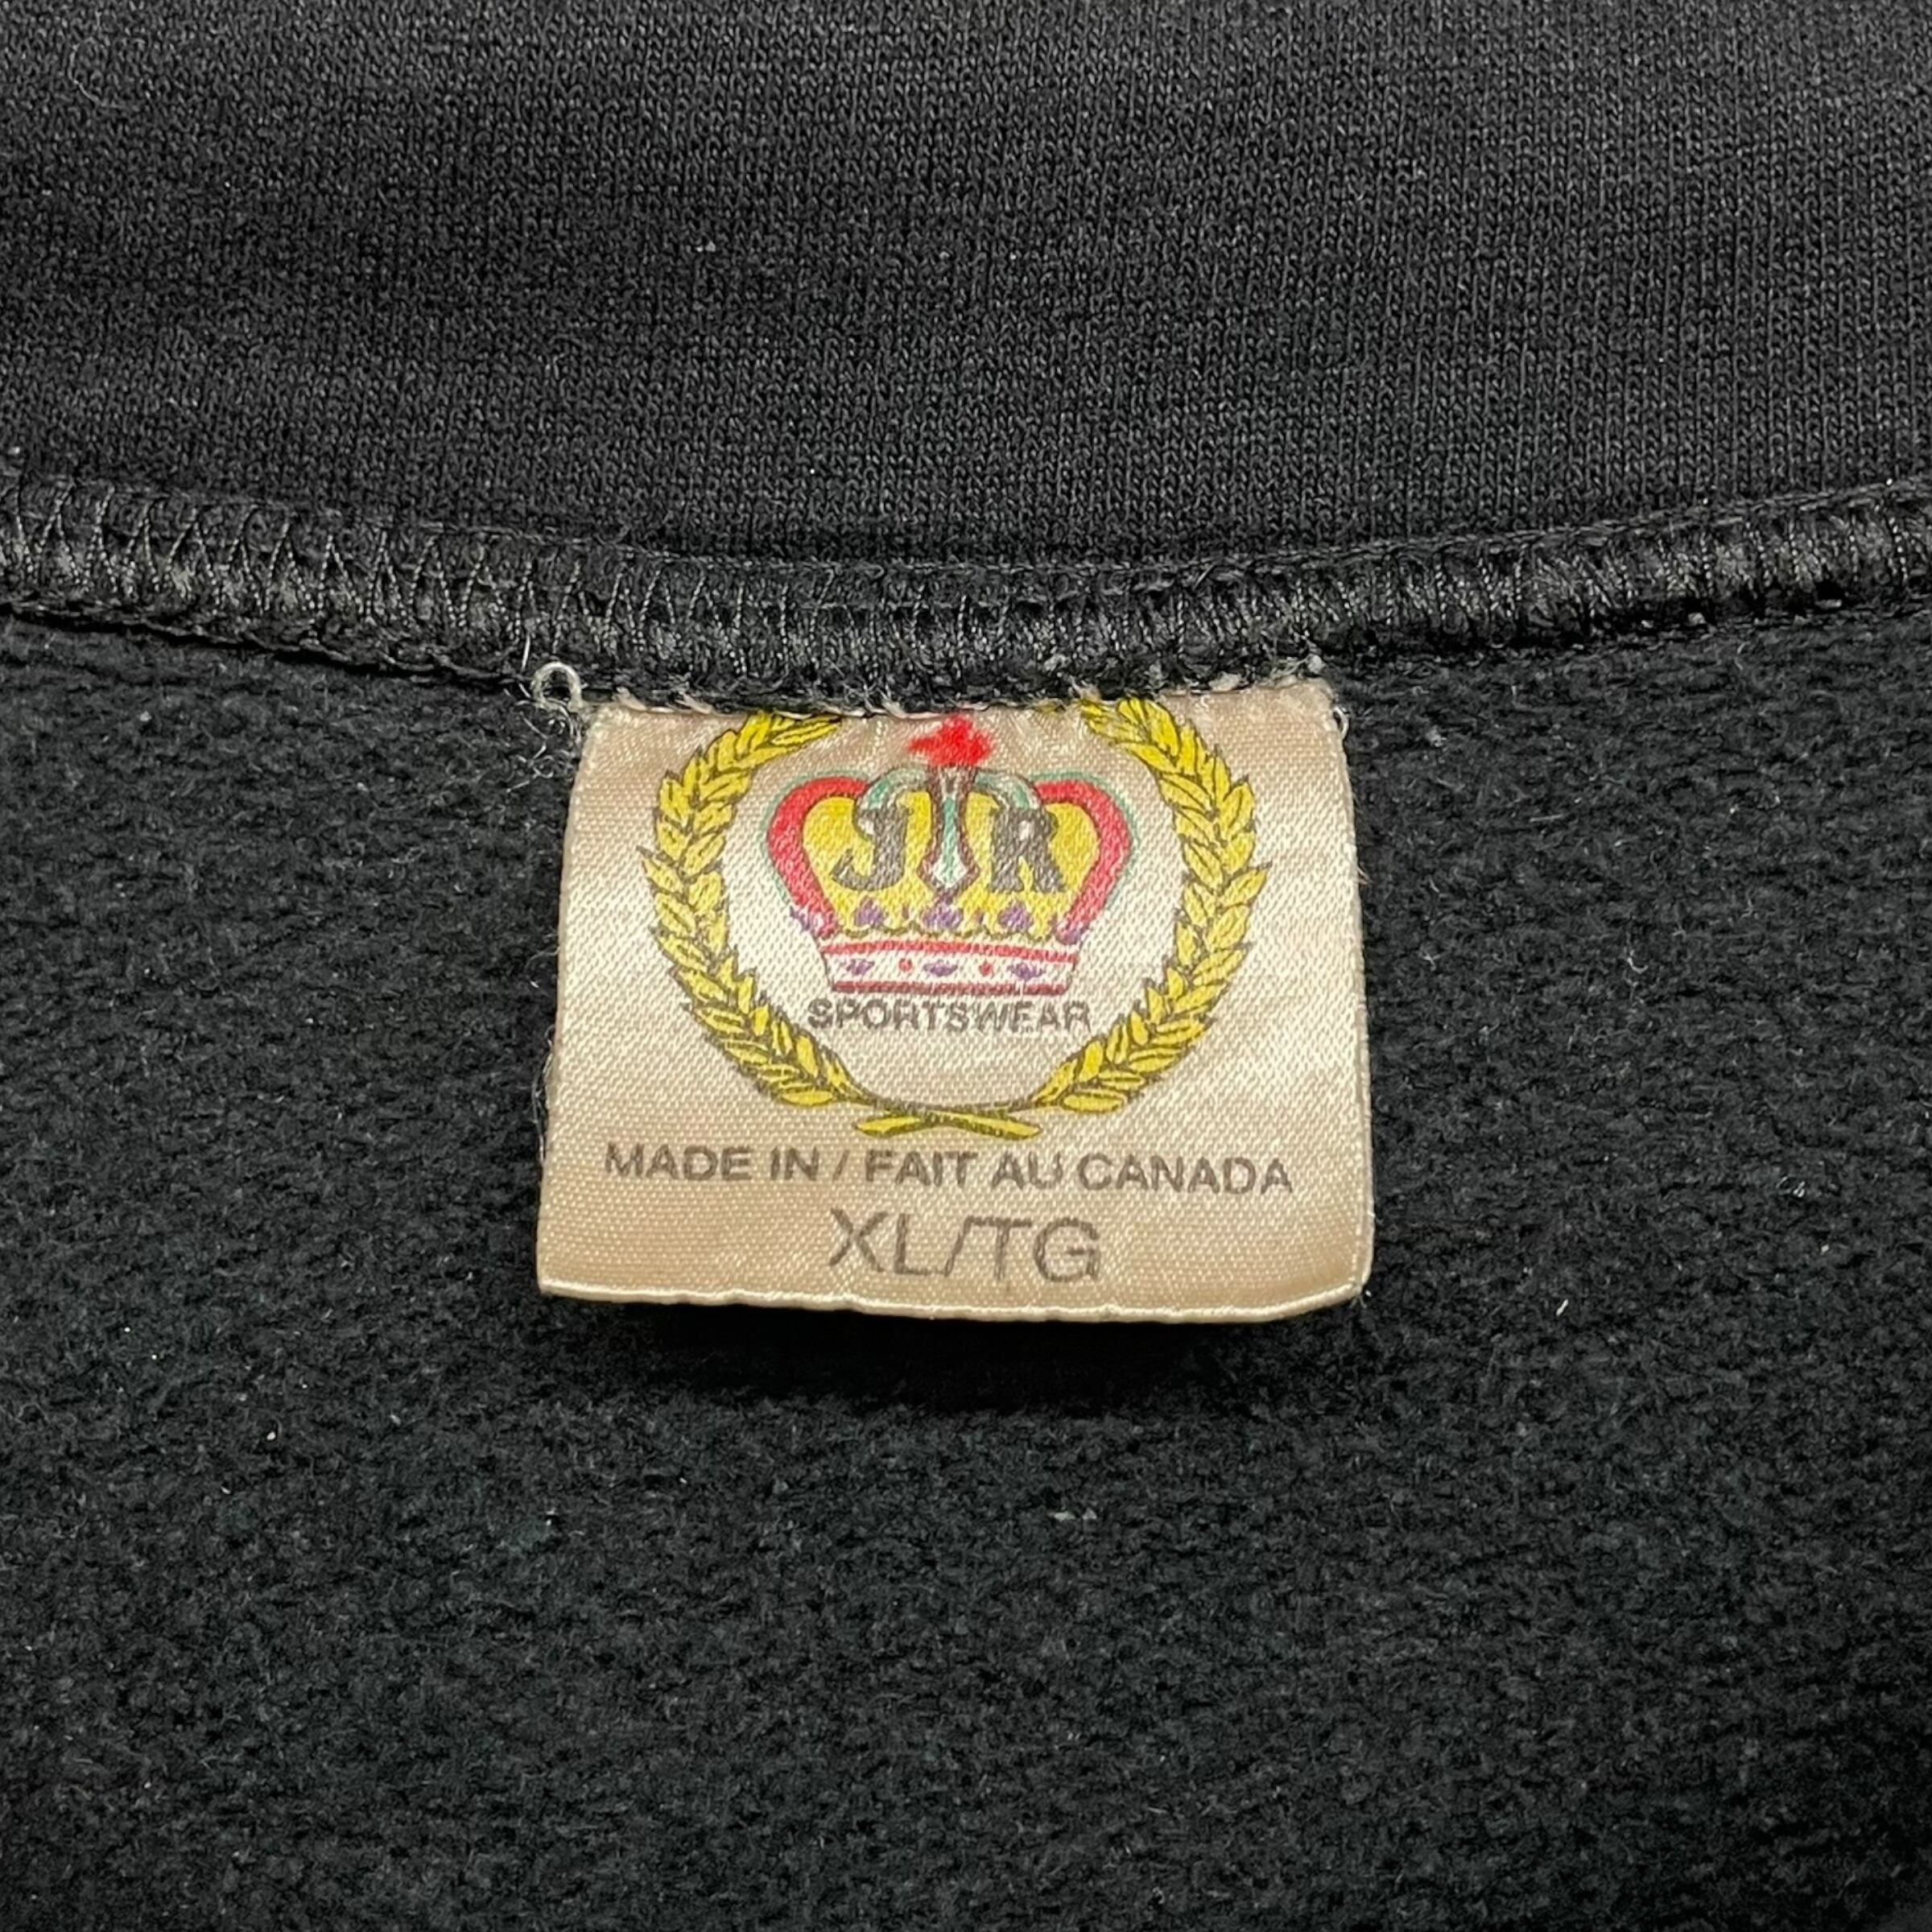 JR
SPORTSWEAR
MADE IN / FAIT AU CANADA
XL/TG